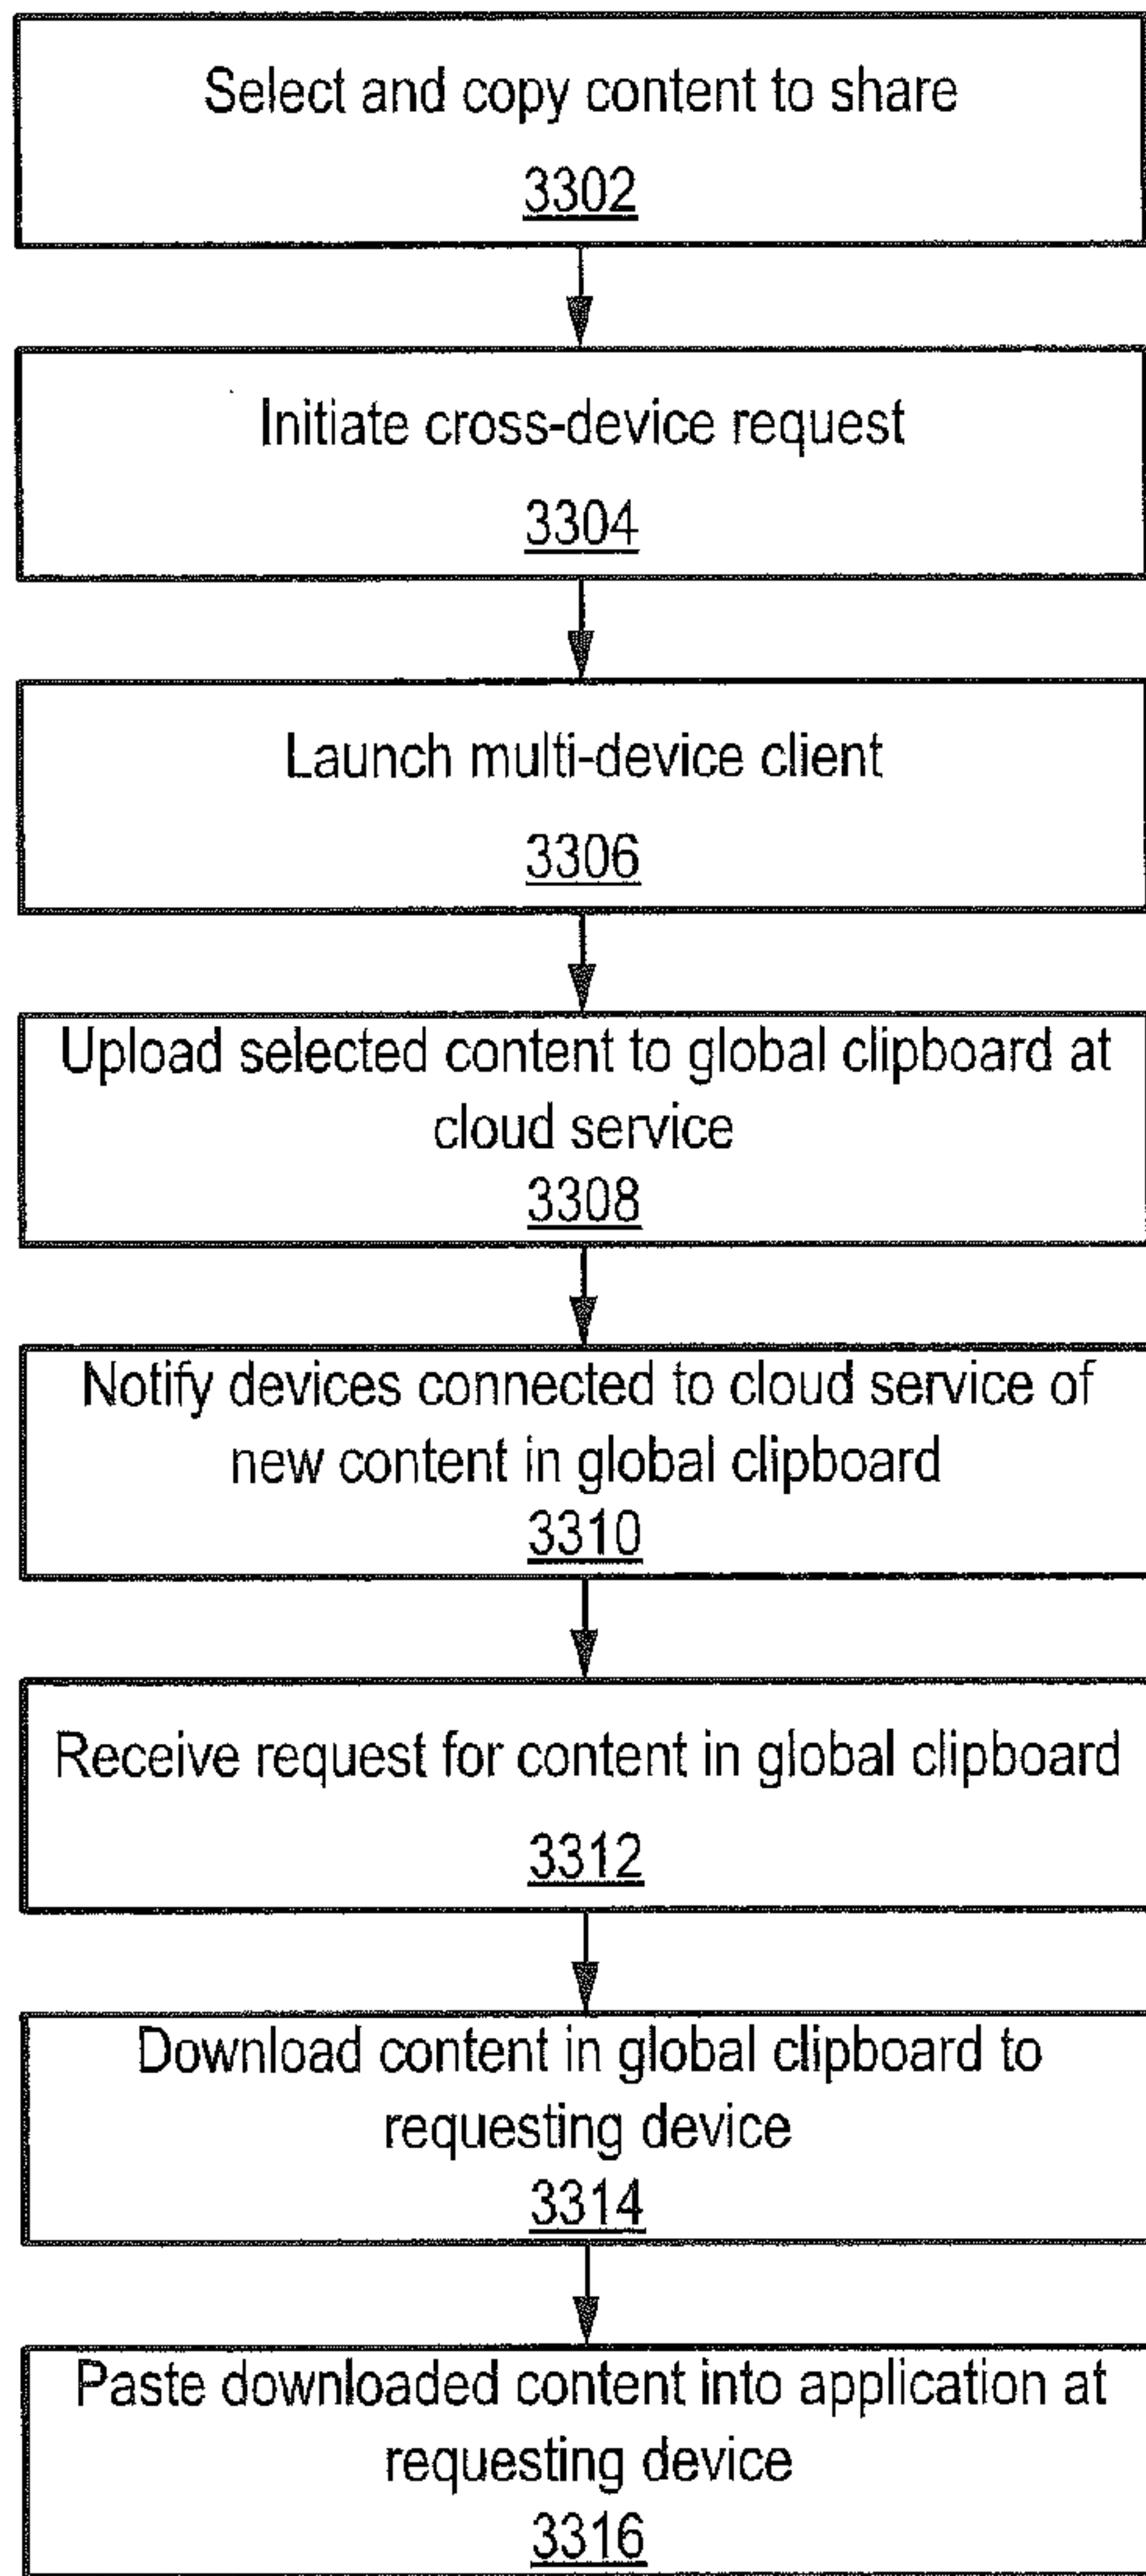 Select and copy content to share
3302
Initiate cross-device request
3304
Launch multi-device client
3306
Upload selected content to global clipboard at
cloud service
3308
Notify devices connected to cloud service of
new content in global clipboard
3310
Receive request for content in global clipboard
3312
Download content in global clipboard to
requesting device
3314
Paste downloaded content into application at
requesting device
3316